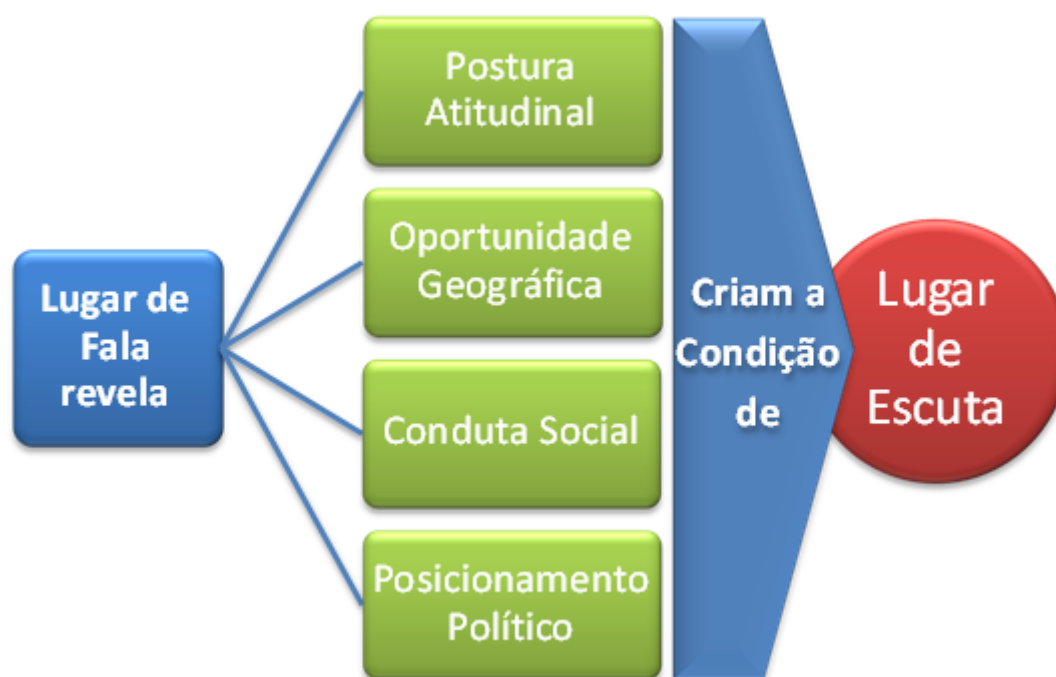 Lugar de
Fala
revela
Postura
Atitudinal
Oportunidade
Geográfica
Conduta Social
Posicionamento
Político
Criam a
Condição
de
Lugar
de
Escuta